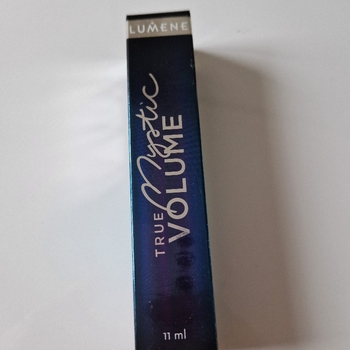 LUMENE
TRUE Mystic
VOLUME
11 ml